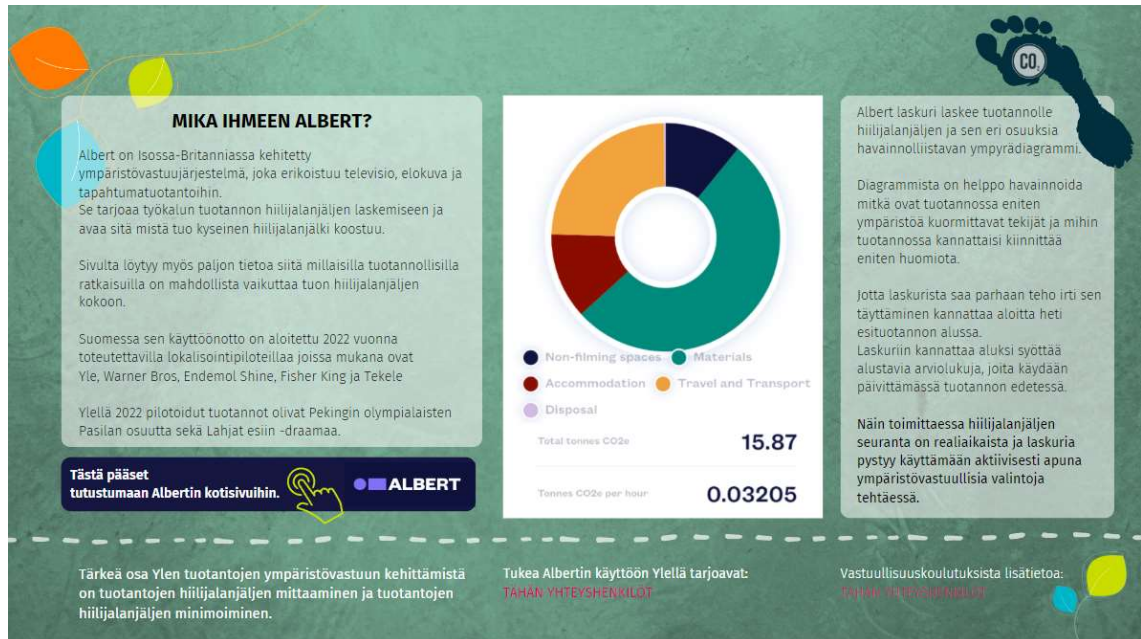 MIKA IHMEEN ALBERT?
Albert on Isossa-Britanniassa kehitetty
ympäristövastuujärjestelmä, joka erikoistuu televisio, elokuva ja
tapahtumatuotantoihin.
Se tarjoaa työkalun tuotannon hiilijalanjäljen laskemiseen ja
avaa sitä mistä tuo kyseinen hiilijalanjälki koostuu.
Sivulta löytyy myös paljon tietoa siitä millaisilla tuotannollisilla
ratkaisuilla on mahdollista vaikuttaa tuon hiilijalanjäljen
kokoon.
Suomessa sen käyttöönotto on aloitettu 2022 vuonna
toteutettavilla lokalisointipiloteillaa joissa mukana ovat
Yle, Warner Bros, Endemol Shine, Fisher King ja Tekele
Ylellä 2022 pilotoidut tuotannot olivat Pekingin olympialaisten
Pasilan osuutta sekä Lahjat esiin -draamaa.
Tästä pääset
tutustumaan Albertin kotisivuihin.
ALBERT
Non-filming spaces
Materials
Accommodation
Travel and Transport
Disposal
Total tonnes CO2e
15.87
Tonnes CO2e per hour
0.03205
CO2
Albert laskuri laskee tuotannolle
hiilijalanjäljen ja sen eri osuuksia
havainnolliistavan ympyrädiagrammi.
Diagrammista on helppo havainnoida
mitkä ovat tuotannossa eniten
ympäristöä kuormittavat tekijät ja mihin
tuotannossa kannattaisi kiinnittää
eniten huomiota.
Jotta laskurista saa parhaan teho irti sen
täyttäminen kannattaa aloitta heti
esituotannon alussa.
Laskuriin kannattaa aluksi syöttää
alustavia arviolukuja, joita käydään
päivittämässä tuotannon edetessä.
Näin toimittaessa hiilijalanjäljen
seuranta on realiaikaista ja laskuria
pystyy käyttämään aktiivisesti apuna
ympäristövastuullisia valintoja
tehtäessä.
Tärkeä osa Ylen tuotantojen ympäristövastuun kehittämistä
on tuotantojen hiilijalanjäljen mittaaminen ja tuotantojen
hiilijalanjäljen minimoiminen.
Tukea Albertin käyttöön Ylellä tarjoavat:
TÄHÄN YHTEYSHENKILÖT
Vastuullisuuskoulutuksista lisätietoa:
TÄHÄN YHTEYSHENKILÖT